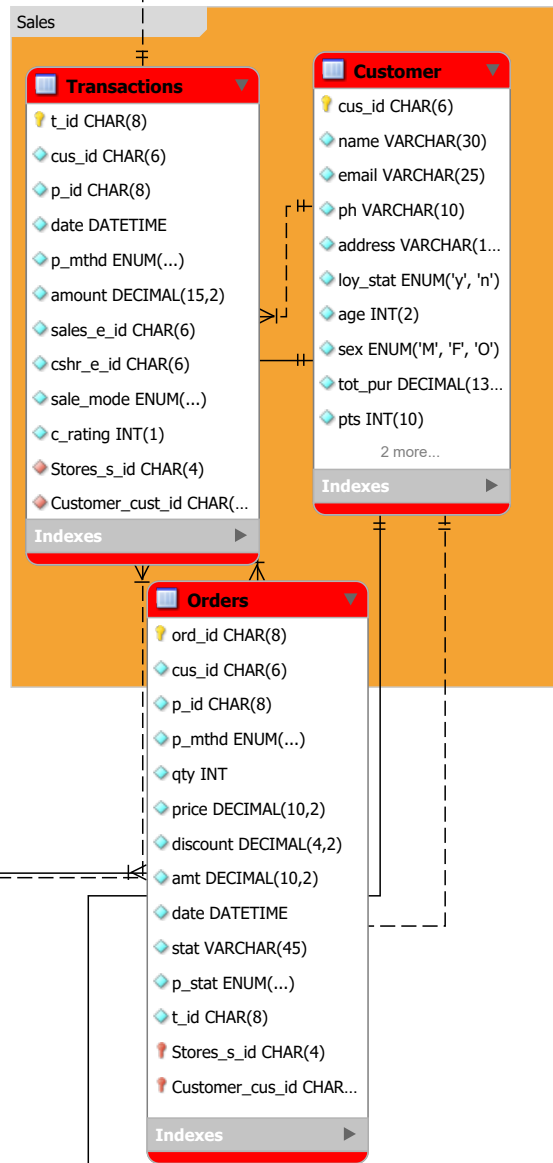 Sales
Transactions
t_id CHAR(8)
cus_id CHAR(6)
p_id CHAR(8)
date DATETIME
p_mthd ENUM(...)
amount DECIMAL(15,2)
sales_e_id CHAR(6)
cshr_e_id CHAR(6)
sale_mode ENUM(...)
c_rating INT(1)
Stores_s_id CHAR(4)
Customer_cust_id CHAR(...
Indexes
Customer
cus_id CHAR(6)
name VARCHAR(30)
email VARCHAR(25)
ph VARCHAR(10)
address VARCHAR(1...
loy_stat ENUM('y', 'n')
age INT(2)
sex ENUM('M', 'F', 'O')
tot_pur DECIMAL(13...
pts INT(10)
2 more...
Indexes
Orders
ord_id CHAR(8)
cus_id CHAR(6)
p_id CHAR(8)
p_mthd ENUM(...)
qty INT
price DECIMAL(10,2)
discount DECIMAL(4,2)
amt DECIMAL(10,2)
date DATETIME
stat VARCHAR(45)
p_stat ENUM(...)
t_id CHAR(8)
Stores_s_id CHAR(4)
Customer_cus_id CHAR...
Indexes